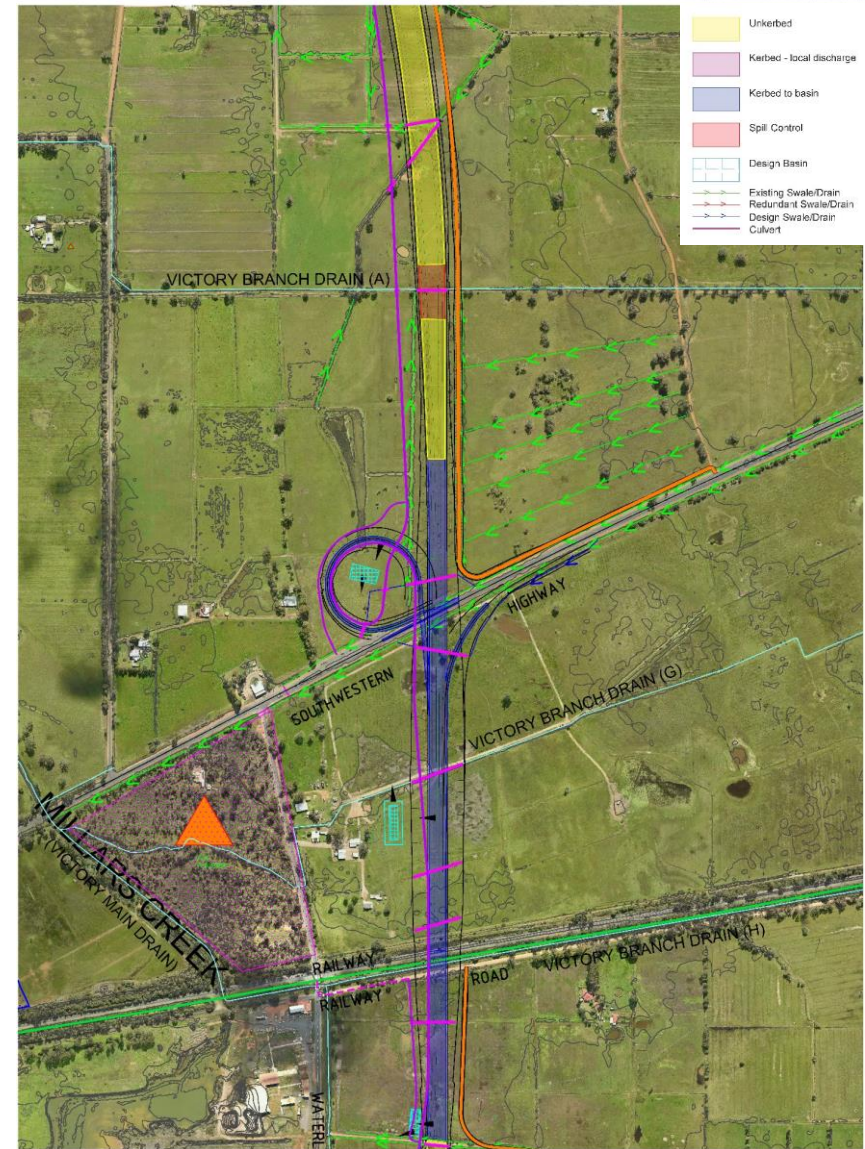 Unkerbed
Kerbed - local discharge
Kerbed to basin
Spill Control
Design Basin
Existing Swale/Drain
Redundant Swale/Drain
Design Swale/Drain
Culvert
VICTORY BRANCH DRAIN (A)
HIGHWAY
SOUTHWESTERN
VICTORY BRANCH DRAIN (G)
MILLARS CREEK
(VICTORY MAIN DRAIN)
VICTORY BRANCH DRAIN (H)
RAILWAY
ROAD
RAILWAY
WATERL